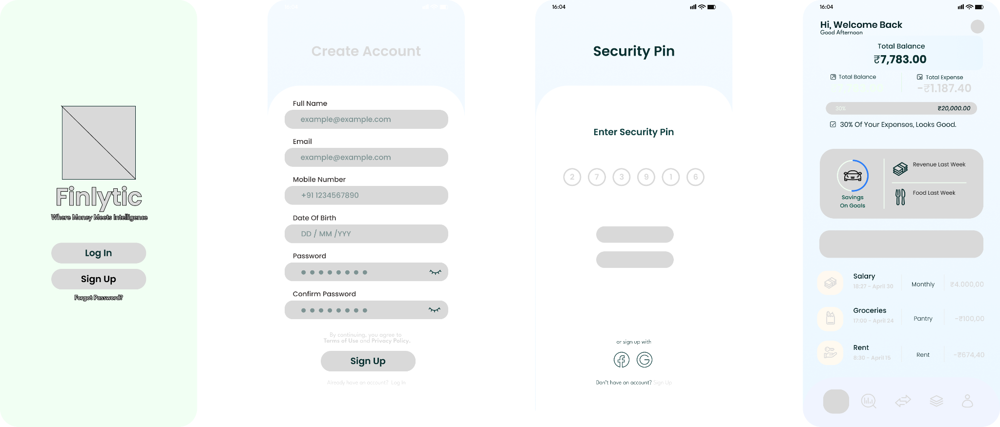 Finlytic
Where Money Meets Intelligence
Log In
Sign Up
Forgot Password?
16:04
Create Account
Full Name
example@example.com
Email
example@example.com
Mobile Number
+91 1234567890
Date Of Birth
DD / MM /YYY
Password
Confirm Password
By continuing, you agree to
Terms of Use and Privacy Policy.
Sign Up
Already have an account? Log In
16:04
Security Pin
Enter Security Pin
2 7 3 9 1 6
or sign up with
Don't have an account? Sign Up
16:04
Hi, Welcome Back
Good Afternoon
Total Balance
₹7,783.00
Total Balance
Total Expense
-₹1.187.40
30%
₹20,000.00
30% Of Your Expenses, Looks Good.
Savings
On Goals
Revenue Last Week
Food Last Week
Salary
18:27 - April 30
Monthly
₹4.000,00
Groceries
17:00 - April 24
Pantry
-₹100,00
Rent
8:30 - April 15
Rent
-₹674,40